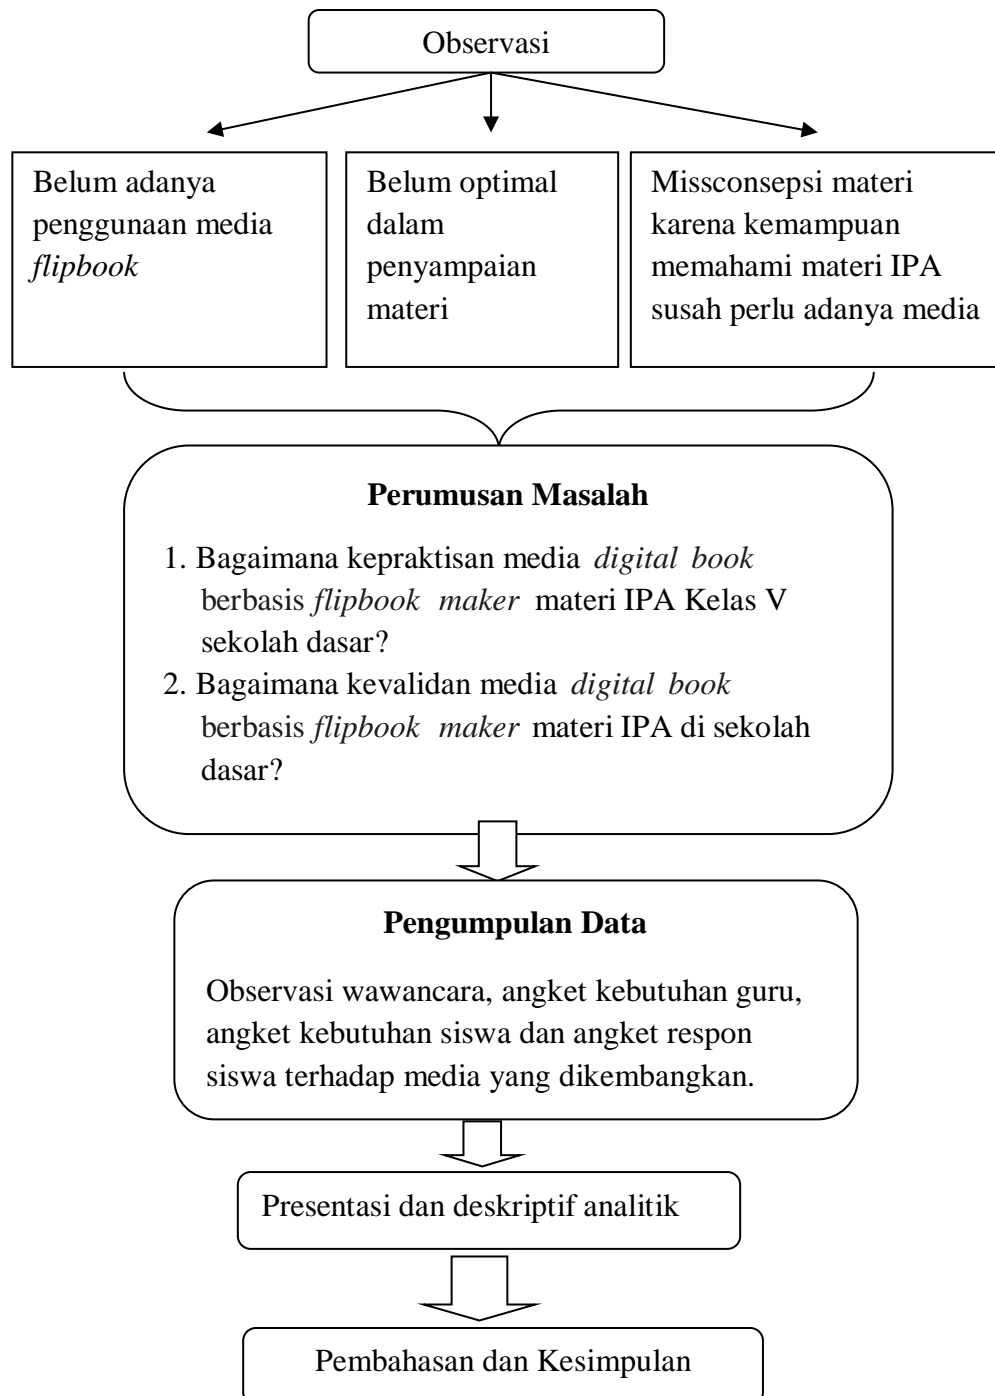 Observasi
Belum adanya
penggunaan media
flipbook
Belum optimal
dalam
penyampaian
materi
Missconsepsi materi
karena kemampuan
memahami materi IPA
susah perlu adanya media
Perumusan Masalah
1. Bagaimana kepraktisan media digital book
berbasis flipbook maker materi IPA Kelas V
sekolah dasar?
2. Bagaimana kevalidan media digital book
berbasis flipbook maker materi IPA di sekolah
dasar?
Pengumpulan Data
Observasi wawancara, angket kebutuhan guru,
angket kebutuhan siswa dan angket respon
siswa terhadap media yang dikembangkan.
Presentasi dan deskriptif analitik
Pembahasan dan Kesimpulan